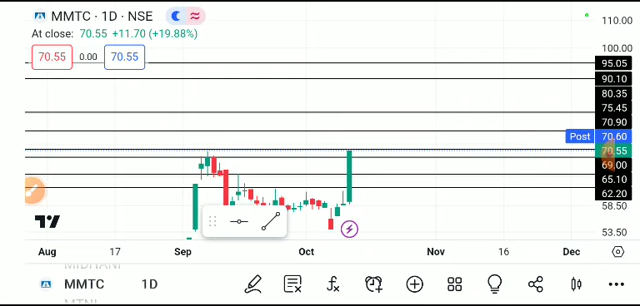 MMTC · 1D · NSE
At close: 70.55 +11.70 (+19.88%)
70.55 0.00 70.55
110.00
100.00
95.05
90.10
80.35
75.45
70.90
Post 70.60
70.55
69.00
65.10
62.20
58.50
53.50
Aug 17 Sep Oct Nov 16 Dec
MIDHANI
MMTC 1D
MTNL